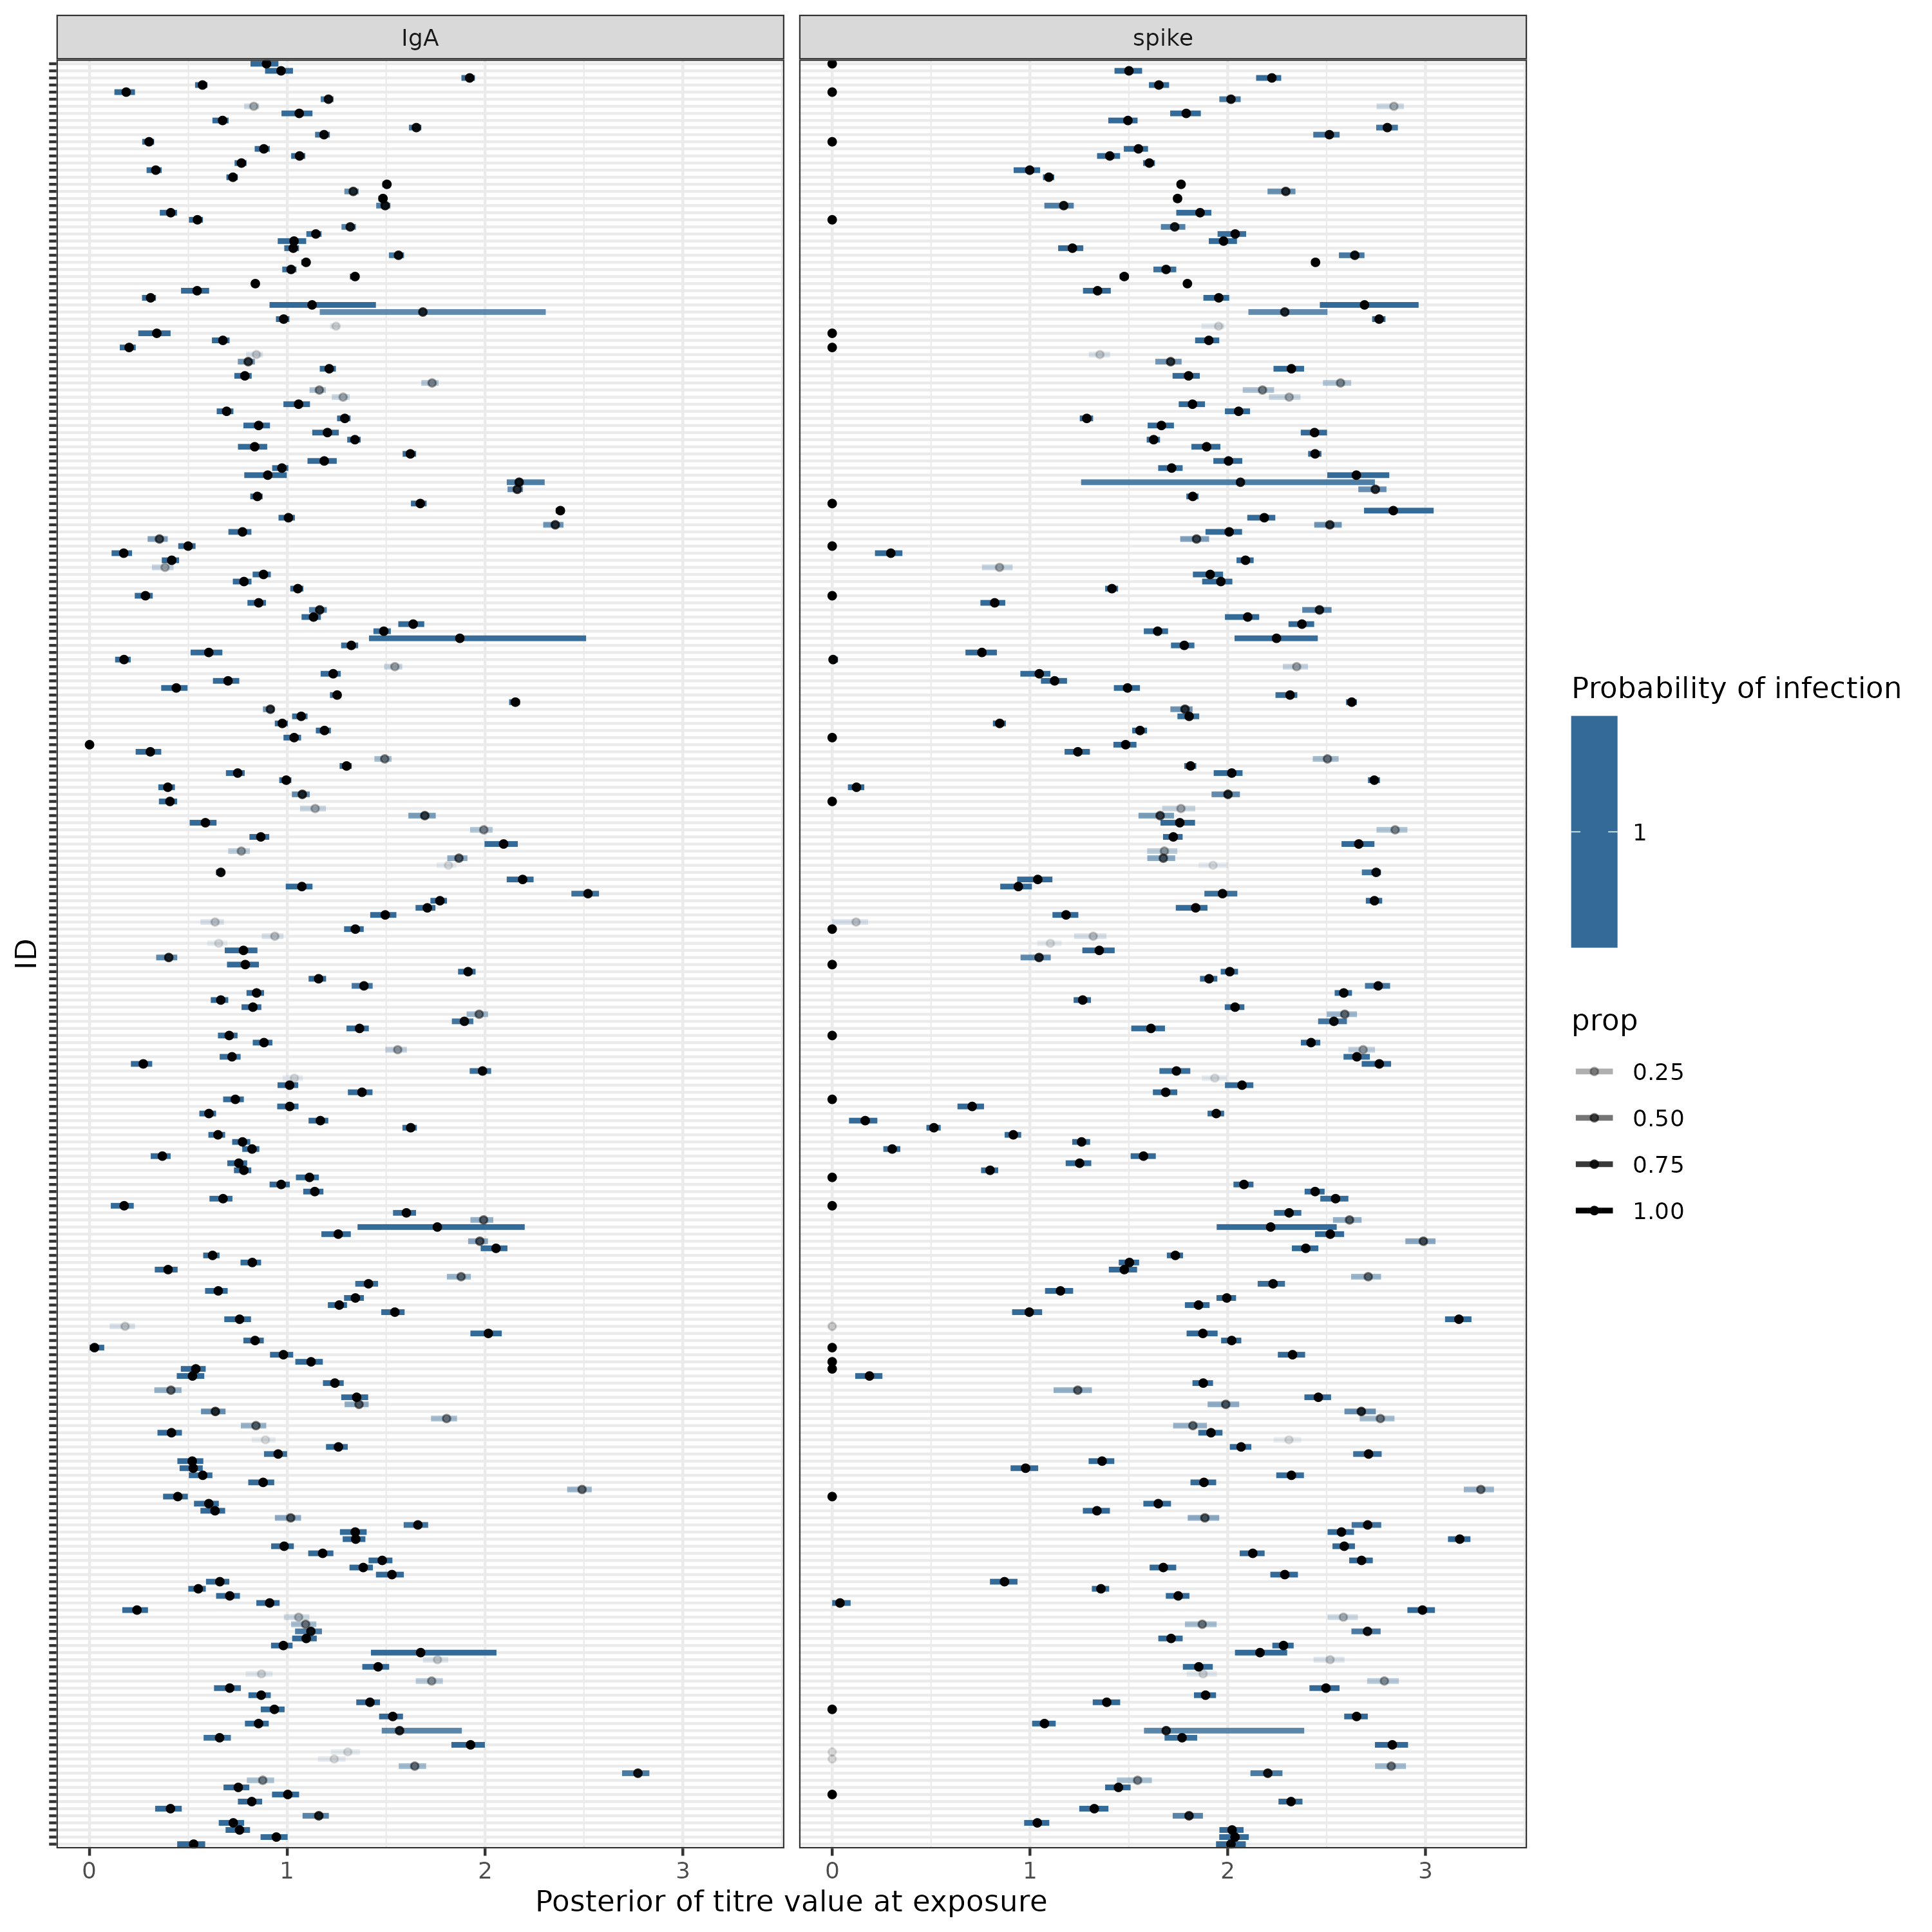 IgA
spike
ID
0
1
2
3
0
1
2
3
Posterior of titre value at exposure
Probability of infection
1
prop
0.25
0.50
0.75
1.00